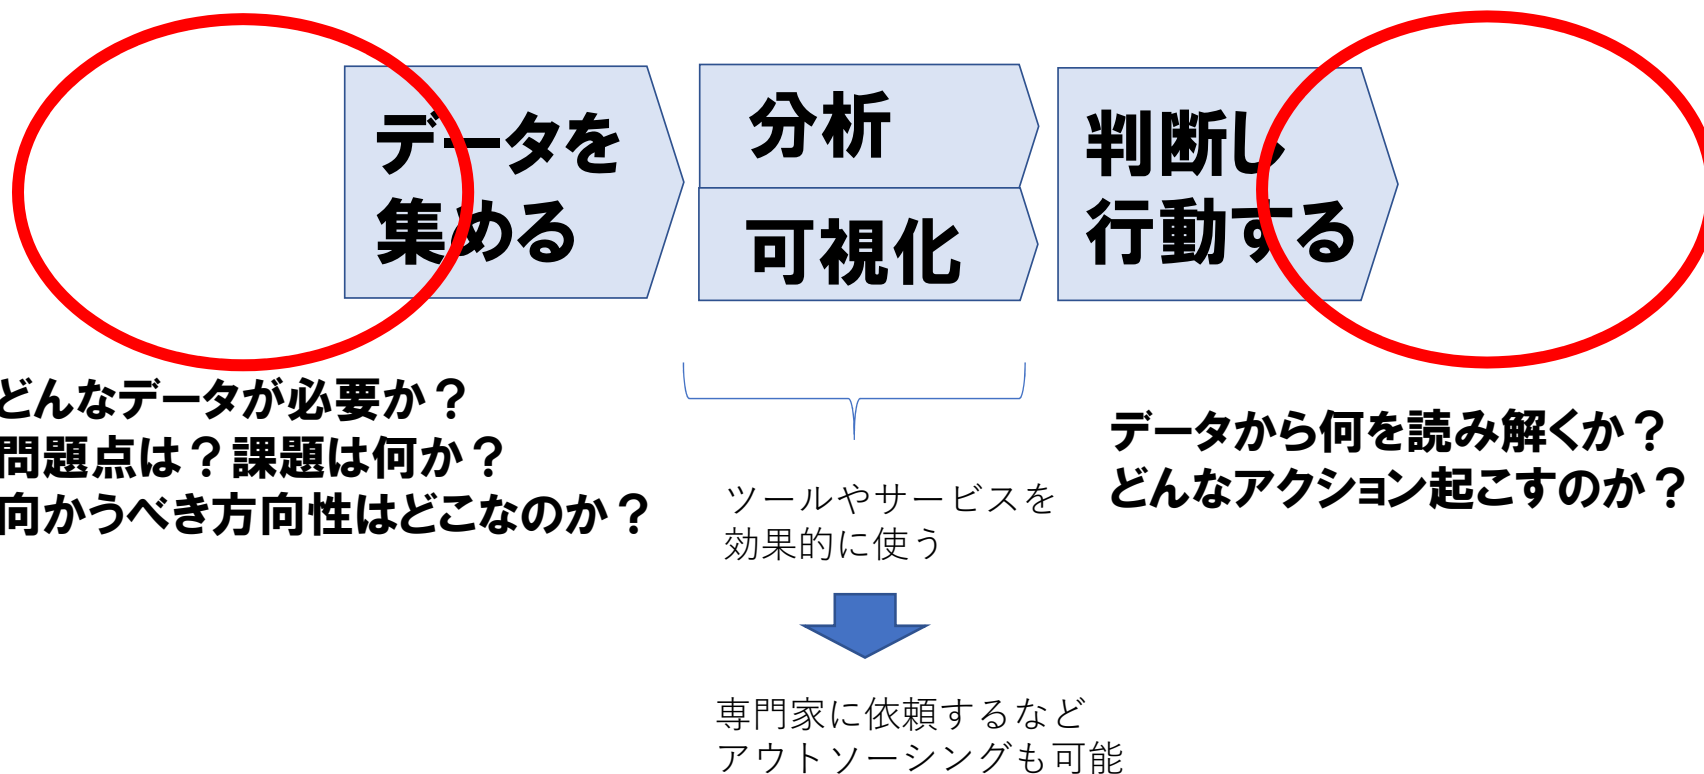 データを
集める
分析
可視化
判断し
行動する
どんなデータが必要か？
問題点は？課題は何か？
向かうべき方向性はどこなのか？
ツールやサービスを
効果的に使う
専門家に依頼するなど
アウトソーシングも可能
データから何を読み解くか？
どんなアクション起こすのか？